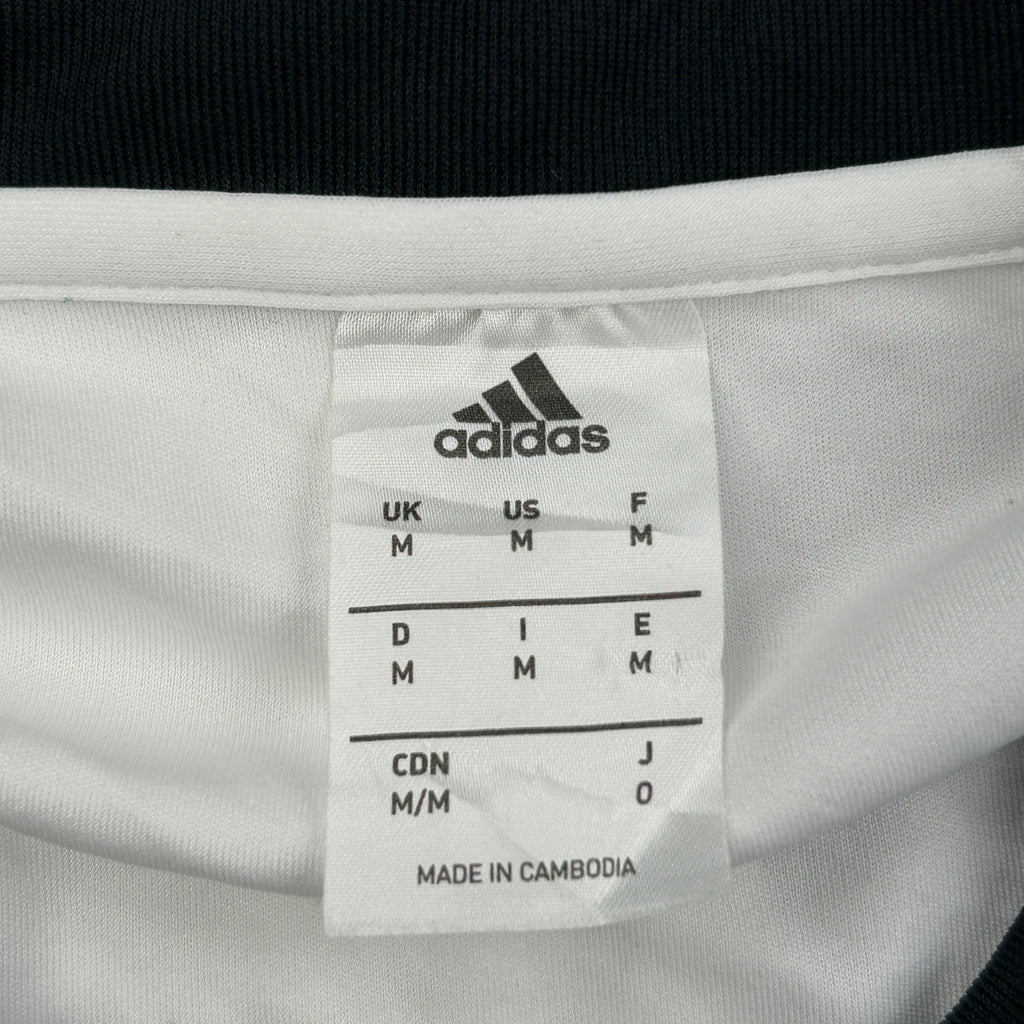 adidas
UK US F
M M M
D I E
M M M
CDN J
M/M O
MADE IN CAMBODIA